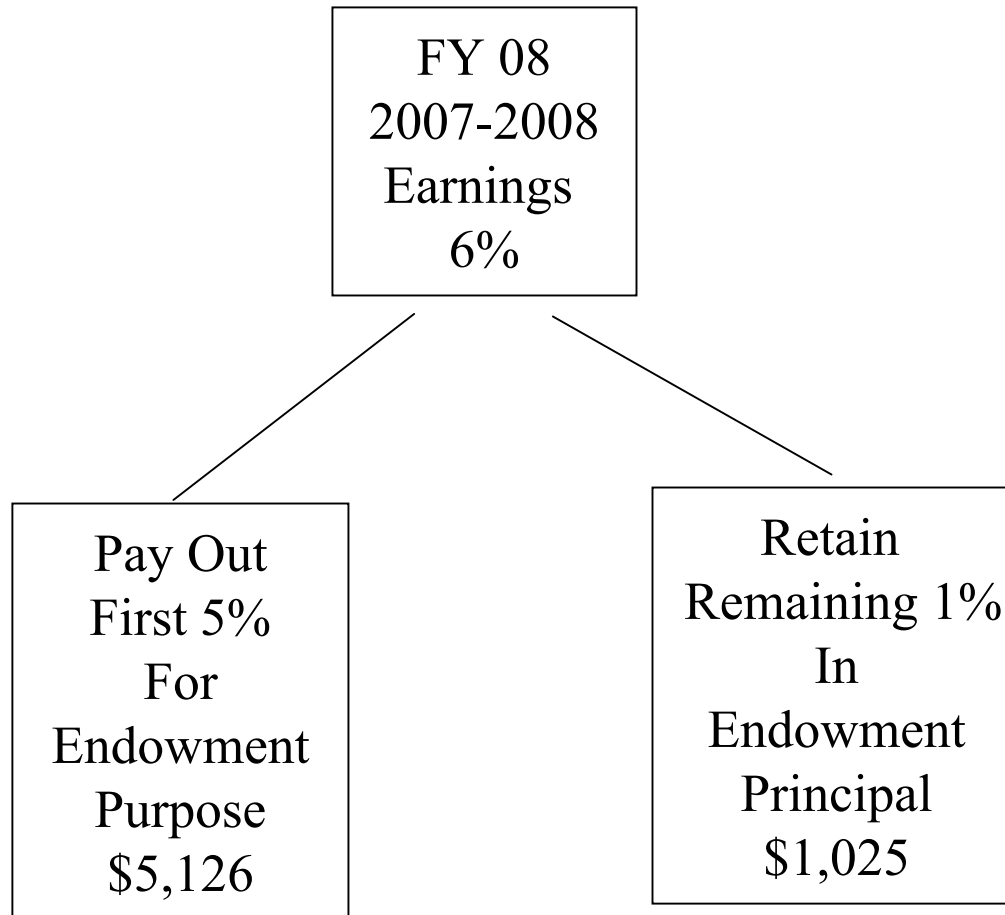 FY 08
2007-2008
Earnings
6%
Pay Out
First 5%
For
Endowment
Purpose
$5,126
Retain
Remaining 1%
In
Endowment
Principal
$1,025